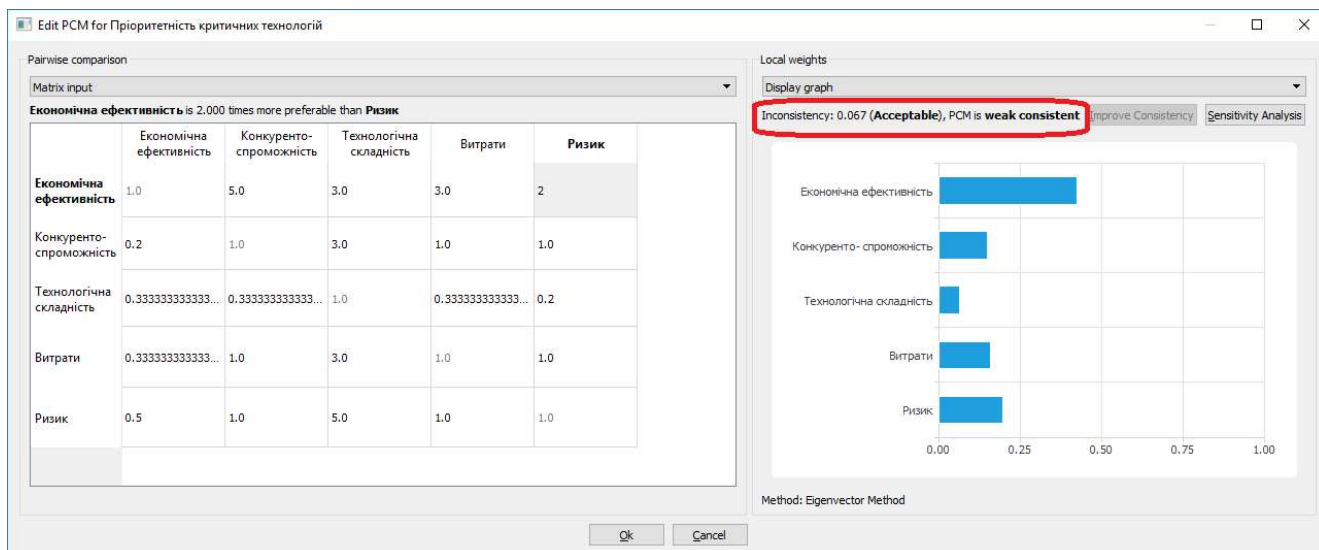 Edit PCM for Пріоритетність критичних технологій
Pairwise comparison
Matrix input
Економічна ефективність is 2.000 times more preferable than Ризик
Економічна ефективність Конкуренто- спроможність Технологічна складність Витрати Ризик
Економічна ефективність 1.0 5.0 3.0 3.0 2
Конкуренто- спроможність 0.2 1.0 3.0 1.0 1.0
Технологічна складність 0.333333333333... 0.333333333333... 1.0 0.333333333333... 0.2
Витрати 0.333333333333... 1.0 3.0 1.0 1.0
Ризик 0.5 1.0 5.0 1.0 1.0
Local weights
Display graph
Inconsistency: 0.067 (Acceptable), PCM is weak consistent Improve Consistency Sensitivity Analysis
Економічна ефективність
Конкуренто- спроможність
Технологічна складність
Витрати
Ризик
0.00 0.25 0.50 0.75 1.00
Method: Eigenvector Method
Ok Cancel